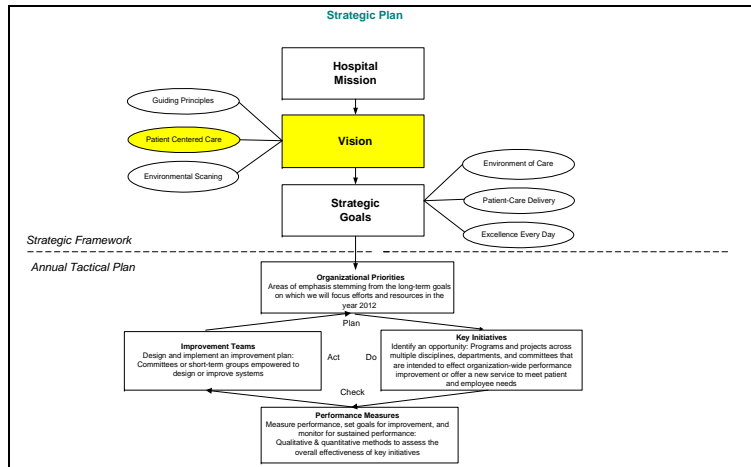 Strategic Plan
Hospital
Mission
Guiding Principles
Patient Centered Care
Environmental Scaning
Vision
Environment of Care
Patient-Care Delivery
Excellence Every Day
Strategic
Goals
Strategic Framework
Annual Tactical Plan
Organizational Priorities
Areas of emphasis stemming from the long-term goals
on which we will focus efforts and resources in the
year 2012
Plan
Improvement Teams
Design and implement an improvement plan:
Committees or short-term groups empowered to
design or improve systems
Act
Do
Key Initiatives
Identify an opportunity: Programs and projects across
multiple disciplines, departments, and committees that
are intended to effect organization-wide performance
improvement or offer a new service to meet patient
and employee needs
Check
Performance Measures
Measure performance, set goals for improvement, and
monitor for sustained performance:
Qualitative & quantitative methods to assess the
overall effectiveness of key initiatives